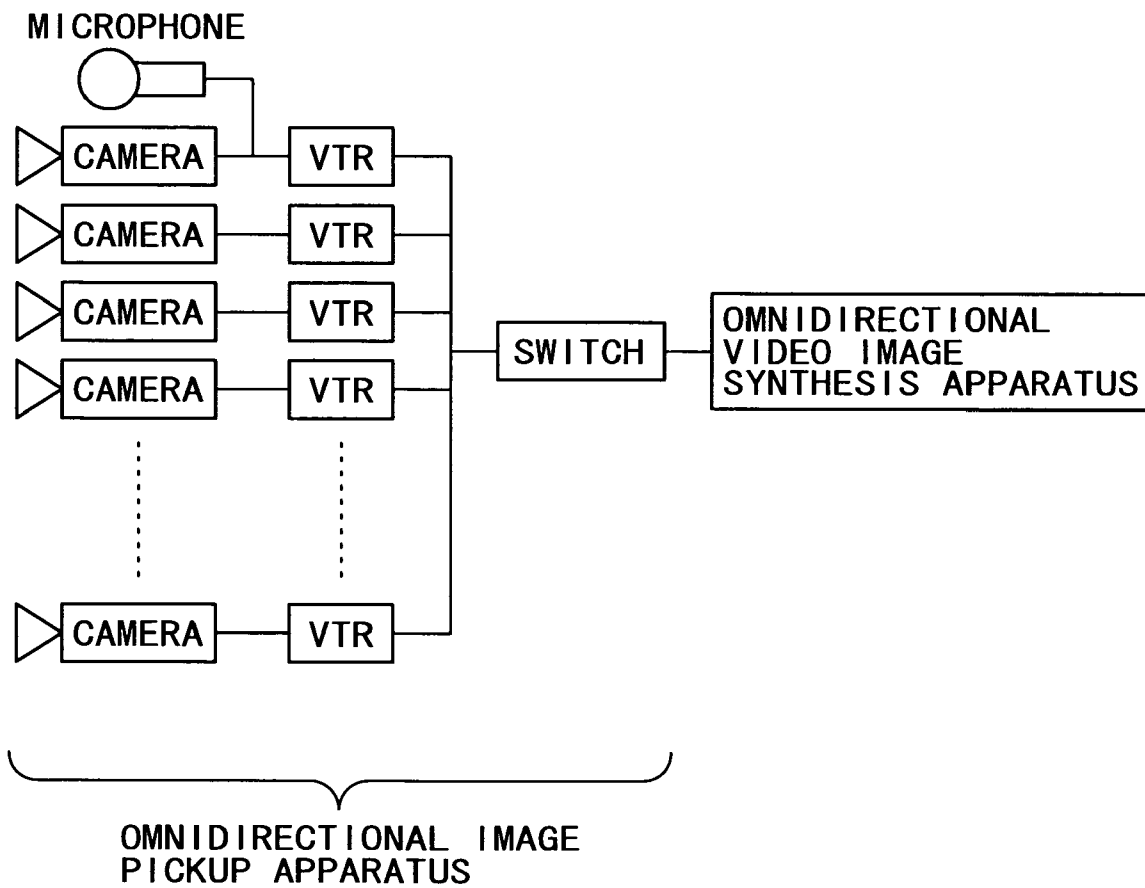 MICROPHONE
CAMERA VTR
CAMERA VTR
CAMERA VTR
SWITCH
OMNIDIRECTIONAL
VIDEO IMAGE
SYNTHESIS APPARATUS
CAMERA VTR
CAMERA VTR
OMNIDIRECTIONAL IMAGE
PICKUP APPARATUS